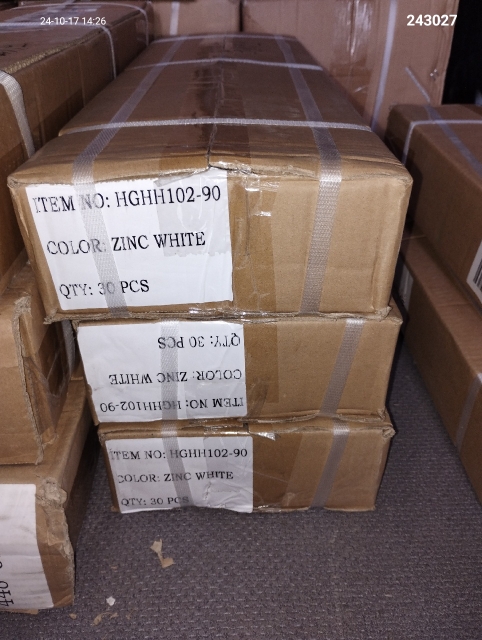 24-10-17 14:26
243027
ITEM NO: HGHH102-90
COLOR: ZINC WHITE
QTY: 30 PCS
ITEM NO: HGHH102-90
COLOR: ZINC WHITE
QTY: 30 PCS
ITEM NO: HGHH102-90
COLOR: ZINC WHITE
QTY: 30 PCS